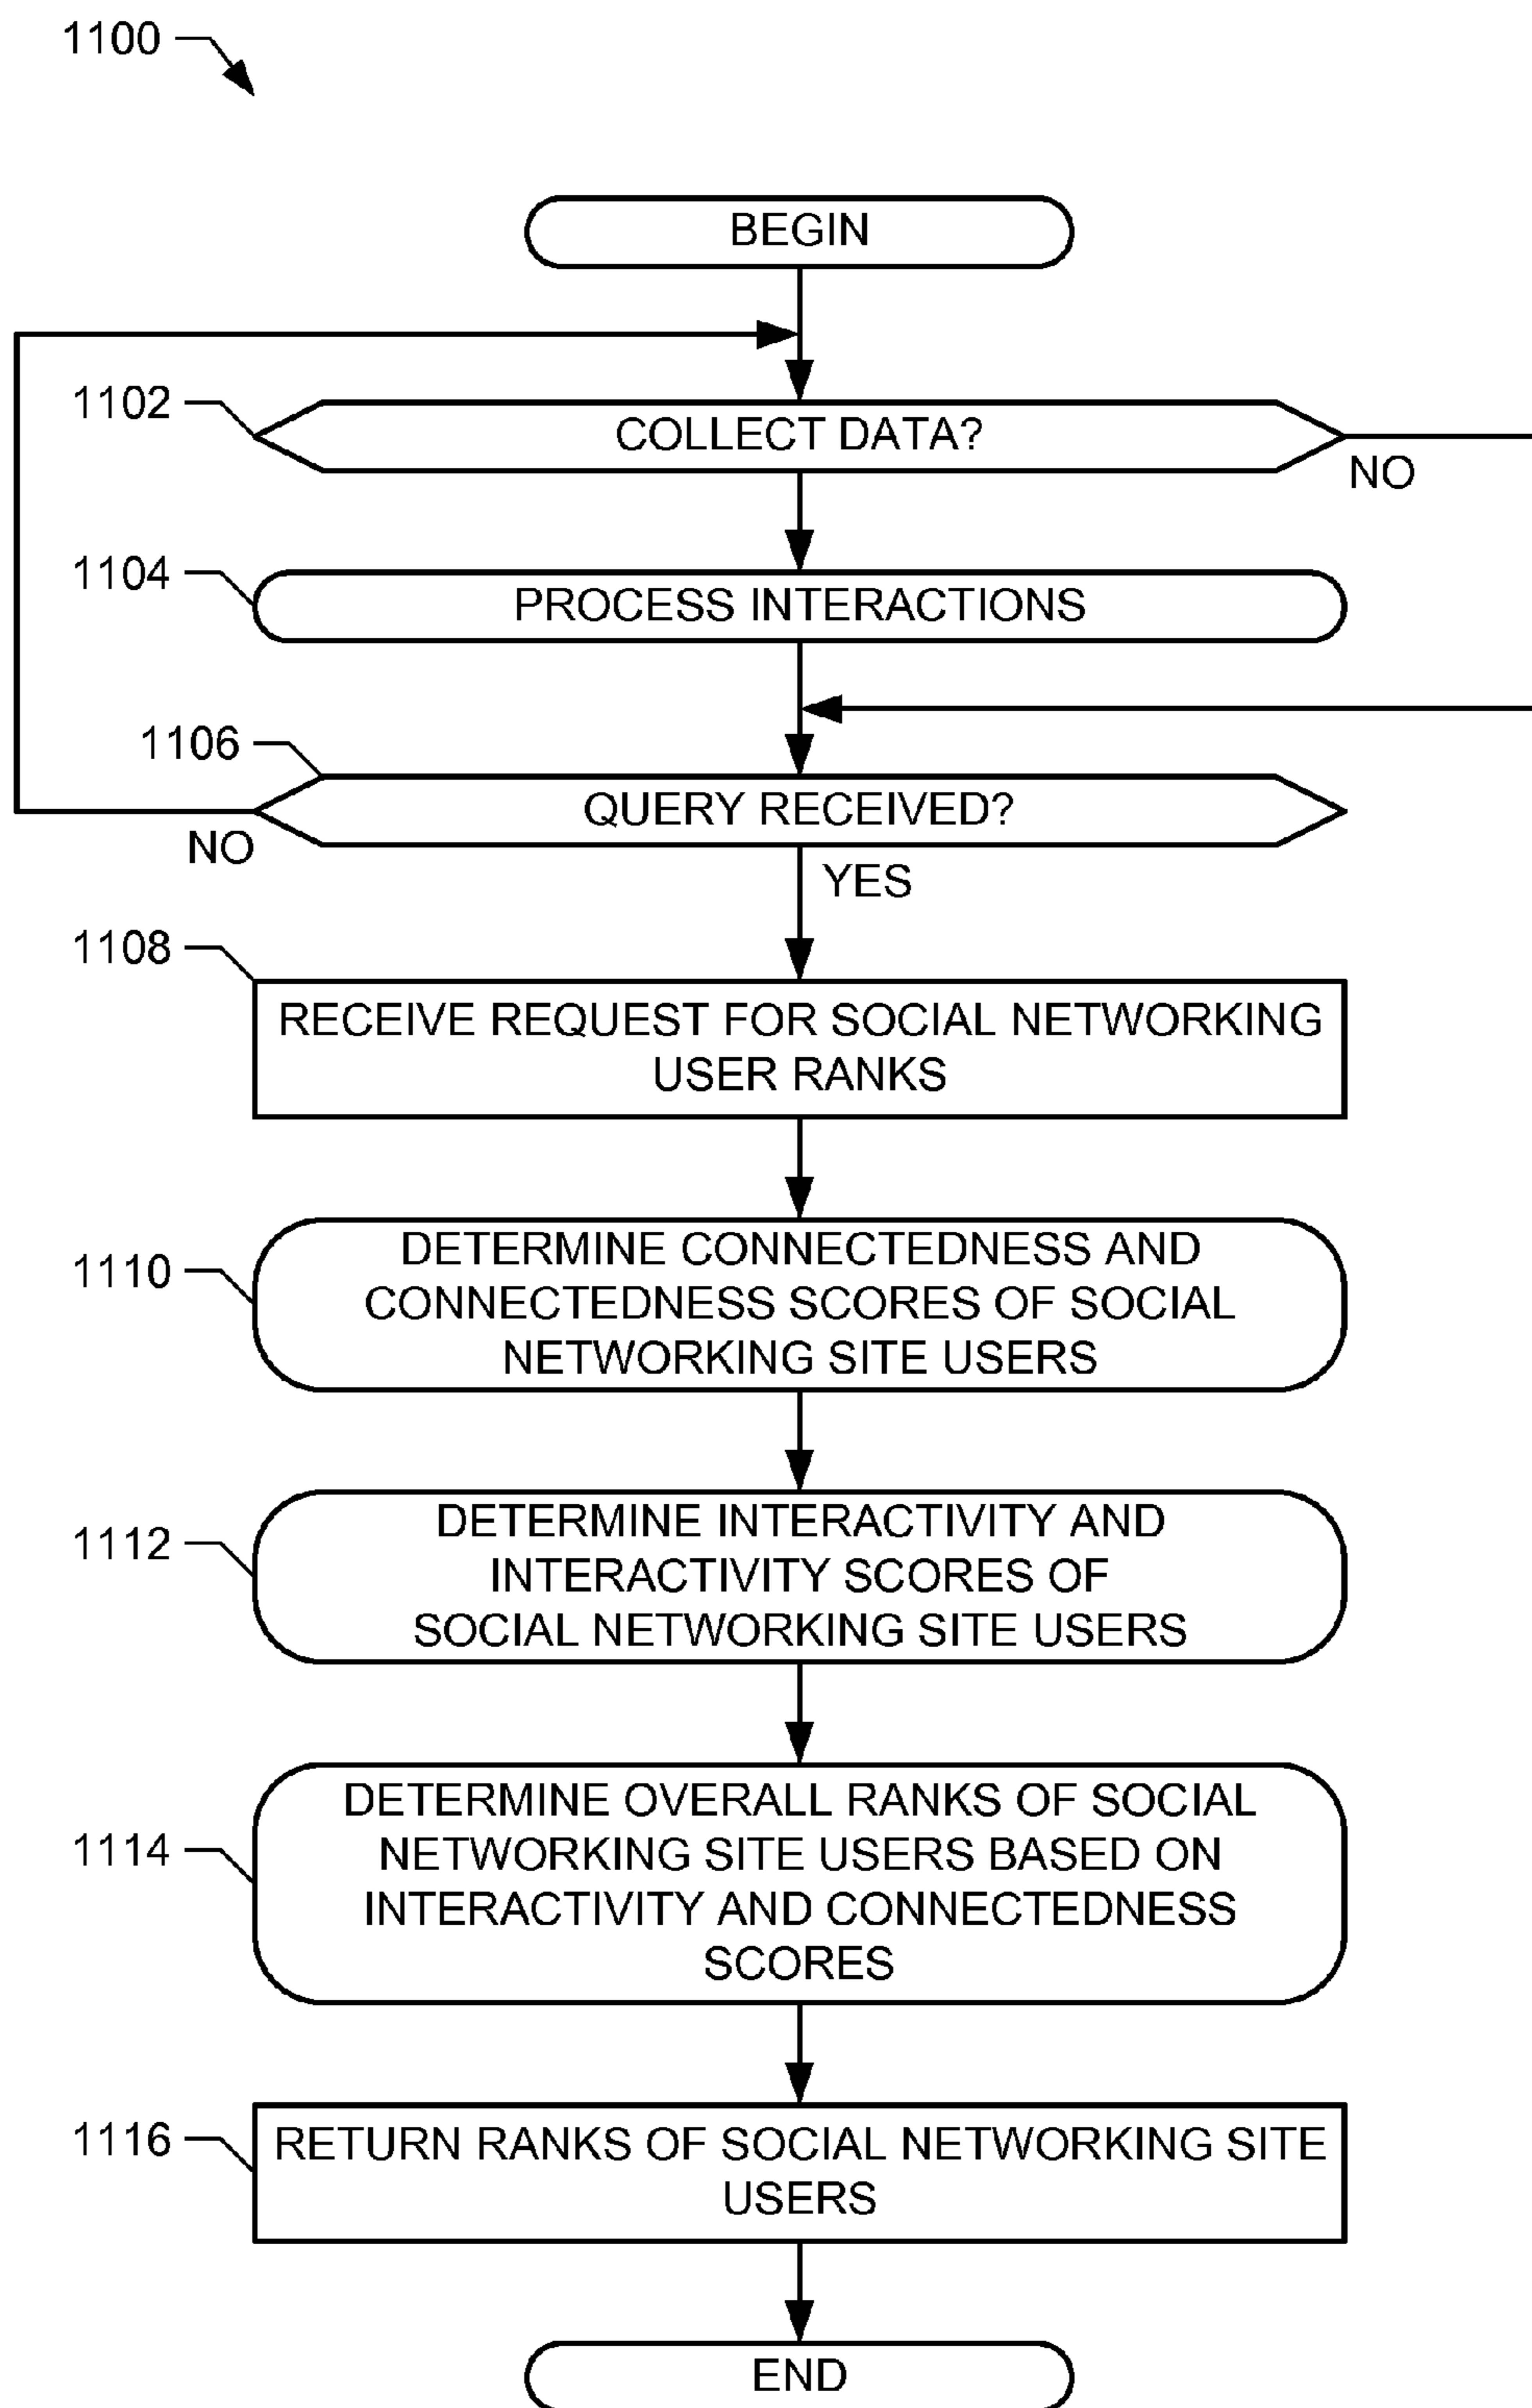 1100
BEGIN
1102
COLLECT DATA?
NO
1104
PROCESS INTERACTIONS
1106
QUERY RECEIVED?
NO
YES
1108
RECEIVE REQUEST FOR SOCIAL NETWORKING
USER RANKS
1110
DETERMINE CONNECTEDNESS AND
CONNECTEDNESS SCORES OF SOCIAL
NETWORKING SITE USERS
1112
DETERMINE INTERACTIVITY AND
INTERACTIVITY SCORES OF
SOCIAL NETWORKING SITE USERS
1114
DETERMINE OVERALL RANKS OF SOCIAL
NETWORKING SITE USERS BASED ON
INTERACTIVITY AND CONNECTEDNESS
SCORES
1116
RETURN RANKS OF SOCIAL NETWORKING SITE
USERS
END